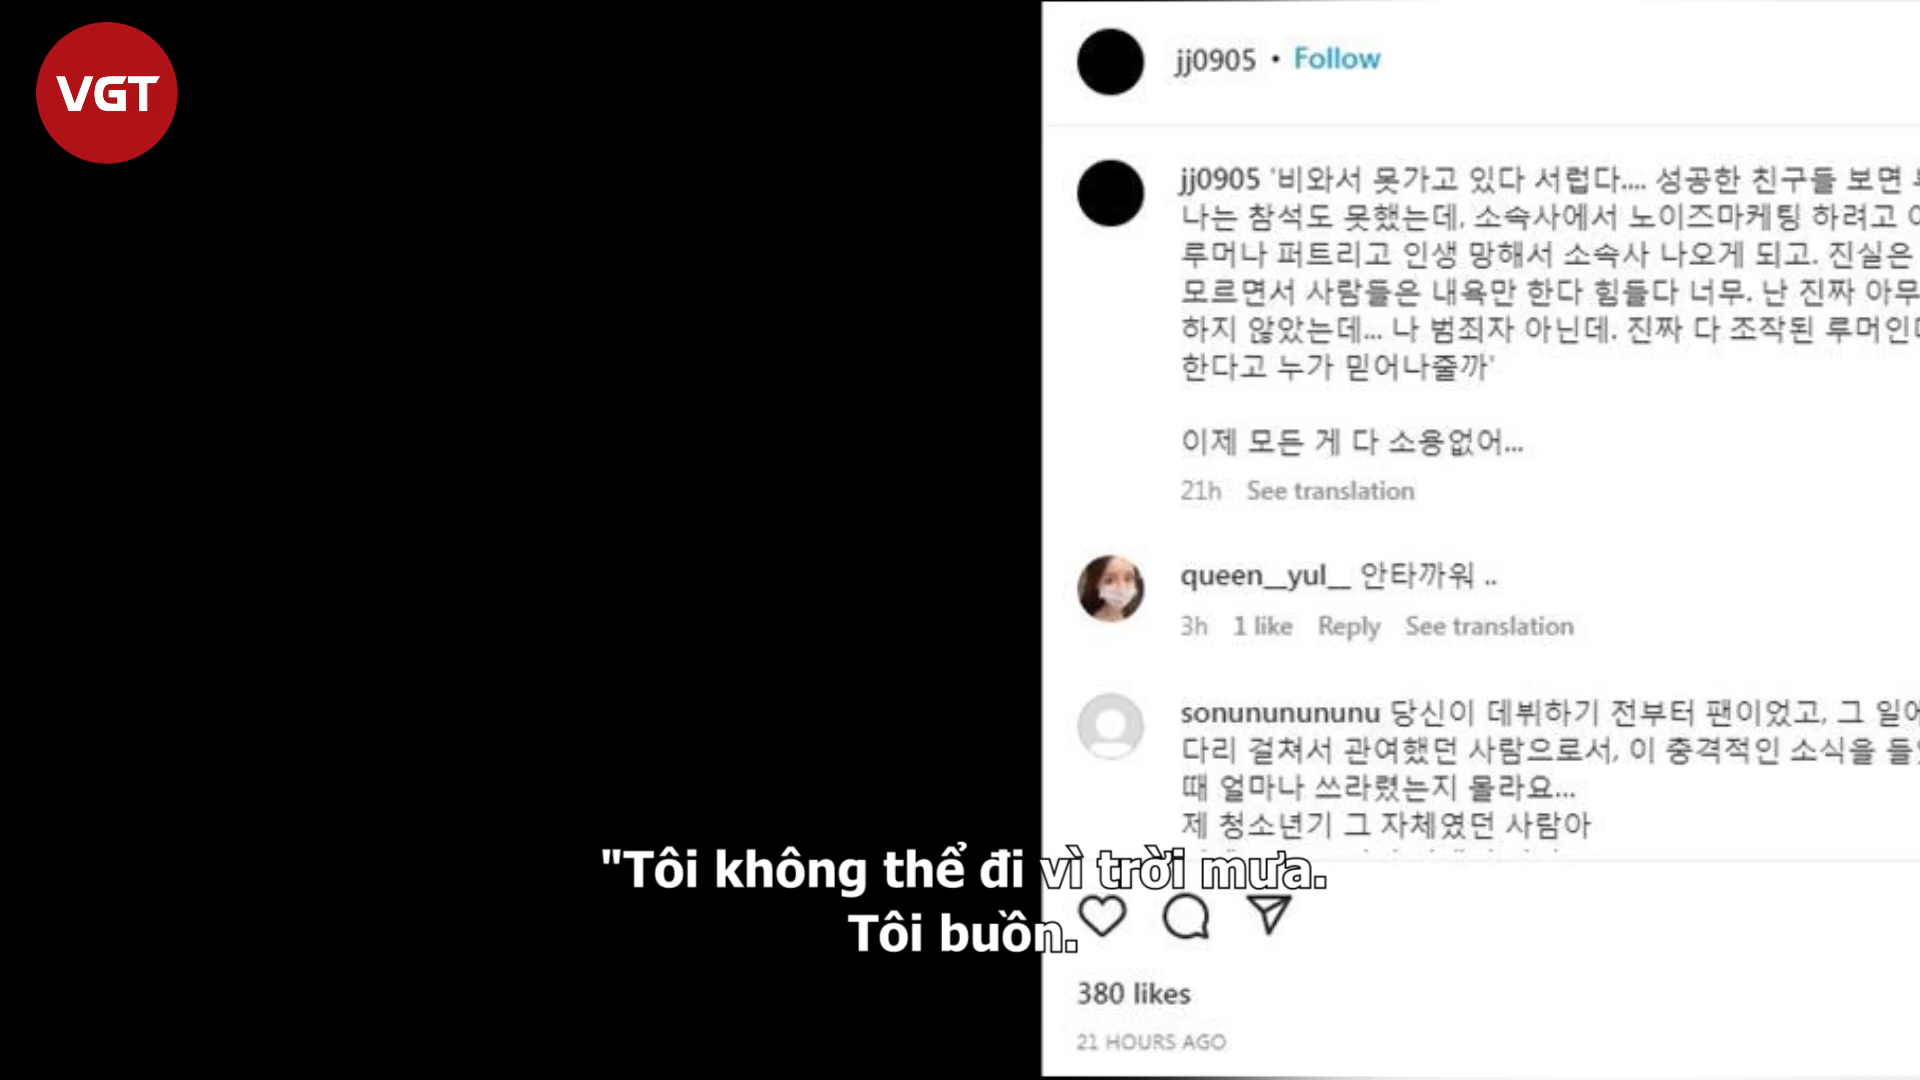 VGT
jj0905 • Follow
jj0905 '비와서 못가고 있다 서럽다.... 성공한 친구들 보면
나는 참석도 못했는데, 소속사에서 노이즈마케팅 하려고
루머나 퍼트리고 인생 망해서 소속사 나오게 되고. 진실은
모르면서 사람들은 내욕만 한다 힘들다 너무. 난 진짜 아무
하지 않았는데... 나 범죄자 아닌데. 진짜 다 조작된 루머인데
한다고 누가 믿어나줄까'
이제 모든 게 다 소용없어...
21h See translation
queen__yul__ 안타까워 ..
3h 1 like Reply See translation
sonunununun​u 당신이 데뷔하기 전부터 팬이었고, 그 일에
다리 걸쳐서 관여했던 사람으로서, 이 충격적인 소식을
때 얼마나 쓰라렸는지 몰라요...
제 청소년기 그 자체였던 사람아
"Tôi không thể đi vì trời mưa.
Tôi buồn.
380 likes
21 HOURS AGO